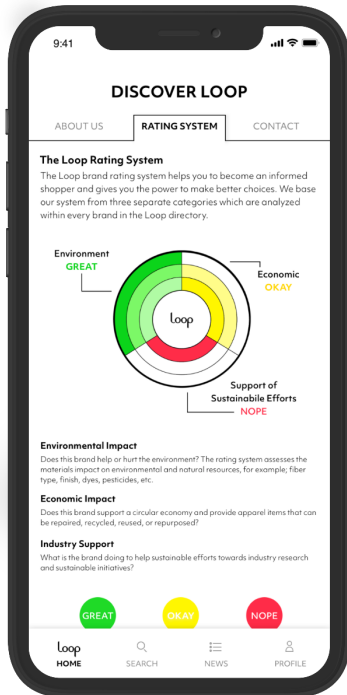 9:41
DISCOVER LOOP
ABOUT US
RATING SYSTEM
CONTACT
The Loop Rating System
The Loop brand rating system helps you to become an informed
shopper and gives you the power to make better choices. We base
our system from three separate categories which are analyzed
within every brand in the Loop directory.
Environment
GREAT
Economic
OKAY
Loop
Support of
Sustainabile Efforts
NOPE
Environmental Impact
Does this brand help or hurt the environment? The rating system assesses the
materials impact on environmental and natural resources, for example; fiber
type, finish, dyes, pesticides, etc.
Economic Impact
Does this brand support a circular economy and provide apparel items that can
be repaired, recycled, reused, or repurposed?
Industry Support
What is the brand doing to help sustainable efforts towards industry research
and sustainable initiatives?
GREAT
OKAY
NOPE
Loop
HOME
SEARCH
NEWS
PROFILE